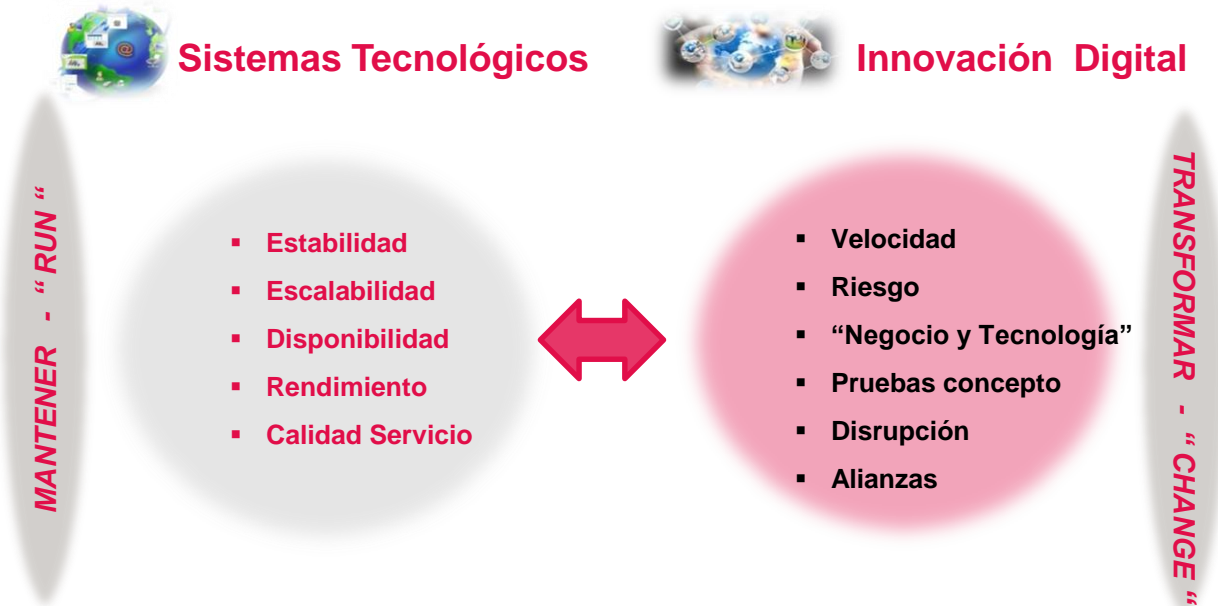 Sistemas Tecnológicos
Innovación Digital
MANTENER - “ RUN ”
▪ Estabilidad
▪ Escalabilidad
▪ Disponibilidad
▪ Rendimiento
▪ Calidad Servicio
▪ Velocidad
▪ Riesgo
▪ “Negocio y Tecnología”
▪ Pruebas concepto
▪ Disrupción
▪ Alianzas
TRANSFORMAR - “ CHANGE “